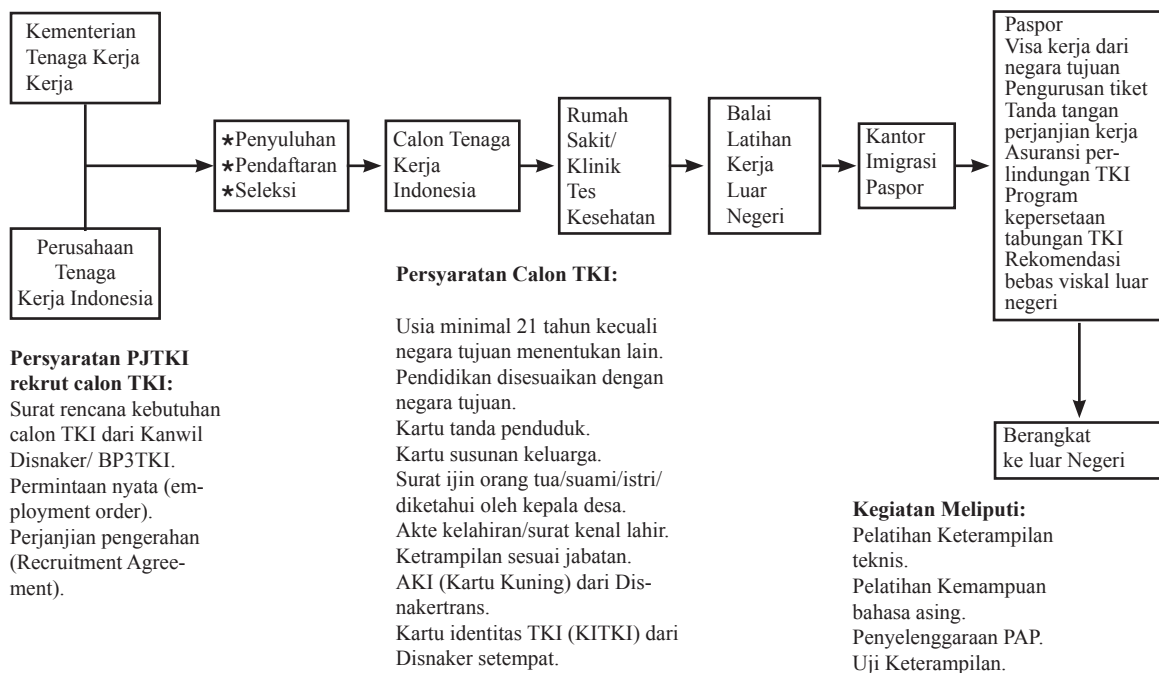 Kementerian
Tenaga Kerja
Kerja
Perusahaan
Tenaga
Kerja Indonesia
*Penyuluhan
*Pendaftaran
*Seleksi
Calon Tenaga
Kerja
Indonesia
Rumah
Sakit/
Klinik
Tes
Kesehatan
Balai
Latihan
Kerja
Luar
Negeri
Kantor
Imigrasi
Paspor
Paspor
Visa kerja dari
negara tujuan
Pengurusan tiket
Tanda tangan
perjanjian kerja
Asuransi per-
lindungan TKI
Program
kepersetaan
tabungan TKI
Rekomendasi
bebas viskal luar
negeri
Berangkat
ke luar Negeri
Persyaratan PJTKI
rekrut calon TKI:
Surat rencana kebutuhan
calon TKI dari Kanwil
Disnaker/ BP3TKI.
Permintaan nyata (em-
ployment order).
Perjanjian pengerahan
(Recruitment Agree-
ment).
Persyaratan Calon TKI:
Usia minimal 21 tahun kecuali
negara tujuan menentukan lain.
Pendidikan disesuaikan dengan
negara tujuan.
Kartu tanda penduduk.
Kartu susunan keluarga.
Surat ijin orang tua/suami/istri/
diketahui oleh kepala desa.
Akte kelahiran/surat kenal lahir.
Ketrampilan sesuai jabatan.
AKI (Kartu Kuning) dari Dis-
nakertrans.
Kartu identitas TKI (KITKI) dari
Disnaker setempat.
Kegiatan Meliputi:
Pelatihan Keterampilan
teknis.
Pelatihan Kemampuan
bahasa asing.
Penyelenggaraan PAP.
Uji Keterampilan.